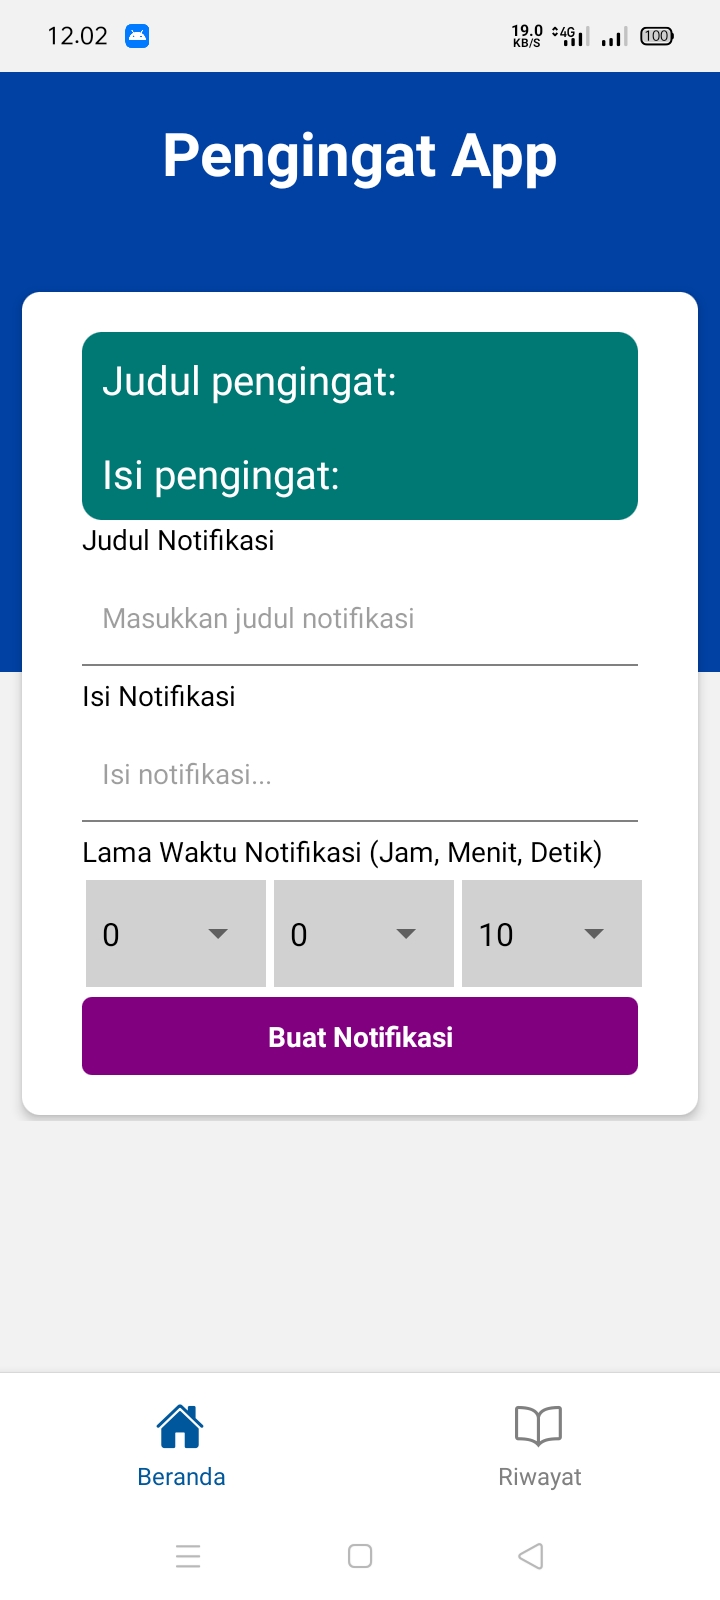 12.02 19.0 KB/S 4G 100
Pengingat App
Judul pengingat:
Isi pengingat:
Judul Notifikasi
Masukkan judul notifikasi
Isi Notifikasi
Isi notifikasi...
Lama Waktu Notifikasi (Jam, Menit, Detik)
0 0 10
Buat Notifikasi
Beranda Riwayat